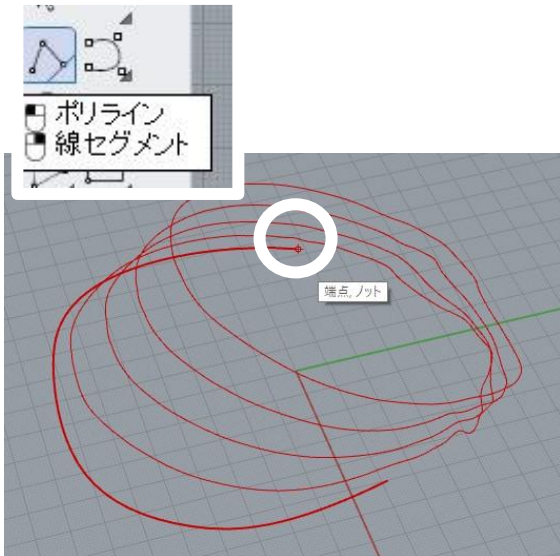 ポリライン
線セグメント
端点, ノット